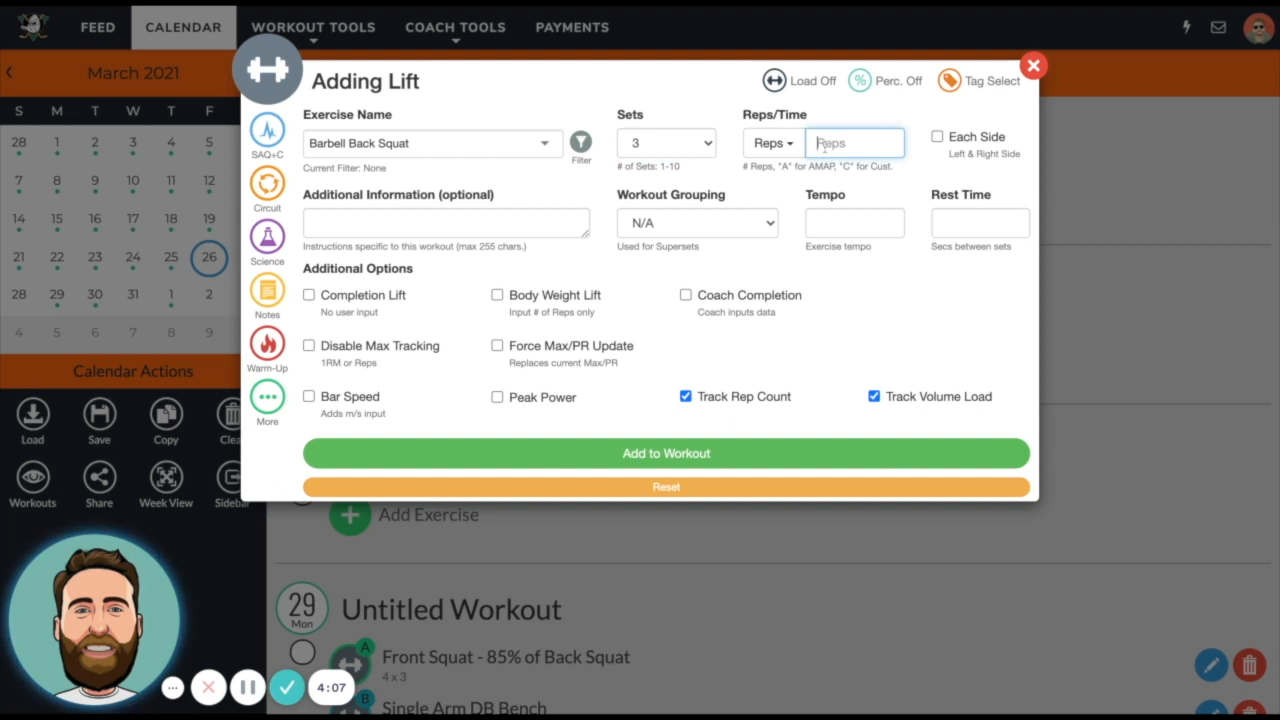 FEED
CALENDAR
WORKOUT TOOLS
COACH TOOLS
PAYMENTS
March 2021
S M T W T F
28 1 2 3 4 5
7 8 9 10 11 12
14 15 16 17 18 19
21 22 23 24 25 26
28 29 30 31 1 2
4 5 6 7 8 9
Calendar Actions
Load Save Copy Clea
Workouts Share Week View Sideba
SAQ+C
Circuit
Science
Notes
Warm-Up
More
Adding Lift
Load Off
% Perc. Off
Tag Select
Exercise Name
Barbell Back Squat
Filter
Current Filter: None
Sets
3
# of Sets: 1-10
Reps/Time
Reps
Reps
# Reps, "A" for AMAP, "C" for Cust.
Each Side
Left & Right Side
Additional Information (optional)
Instructions specific to this workout (max 255 chars.)
Workout Grouping
N/A
Used for Supersets
Tempo
Exercise tempo
Rest Time
Secs between sets
Additional Options
Completion Lift
No user input
Body Weight Lift
Input # of Reps only
Coach Completion
Coach inputs data
Disable Max Tracking
1RM or Reps
Force Max/PR Update
Replaces current Max/PR
Bar Speed
Adds m/s input
Peak Power
Track Rep Count
Track Volume Load
Add to Workout
Reset
Add Exercise
29
Mon
Untitled Workout
A
Front Squat - 85% of Back Squat
4 x 3
B
Single Arm DB Bench
4:07